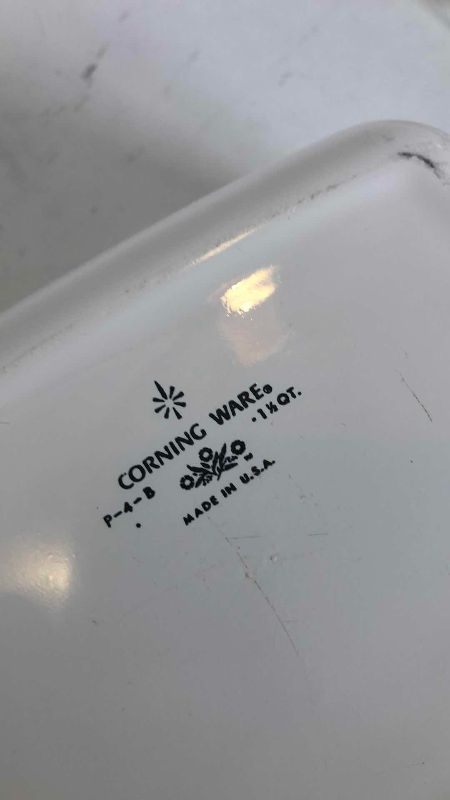 CORNING WARE®
P-4-B · 1½ QT.
MADE IN U.S.A.